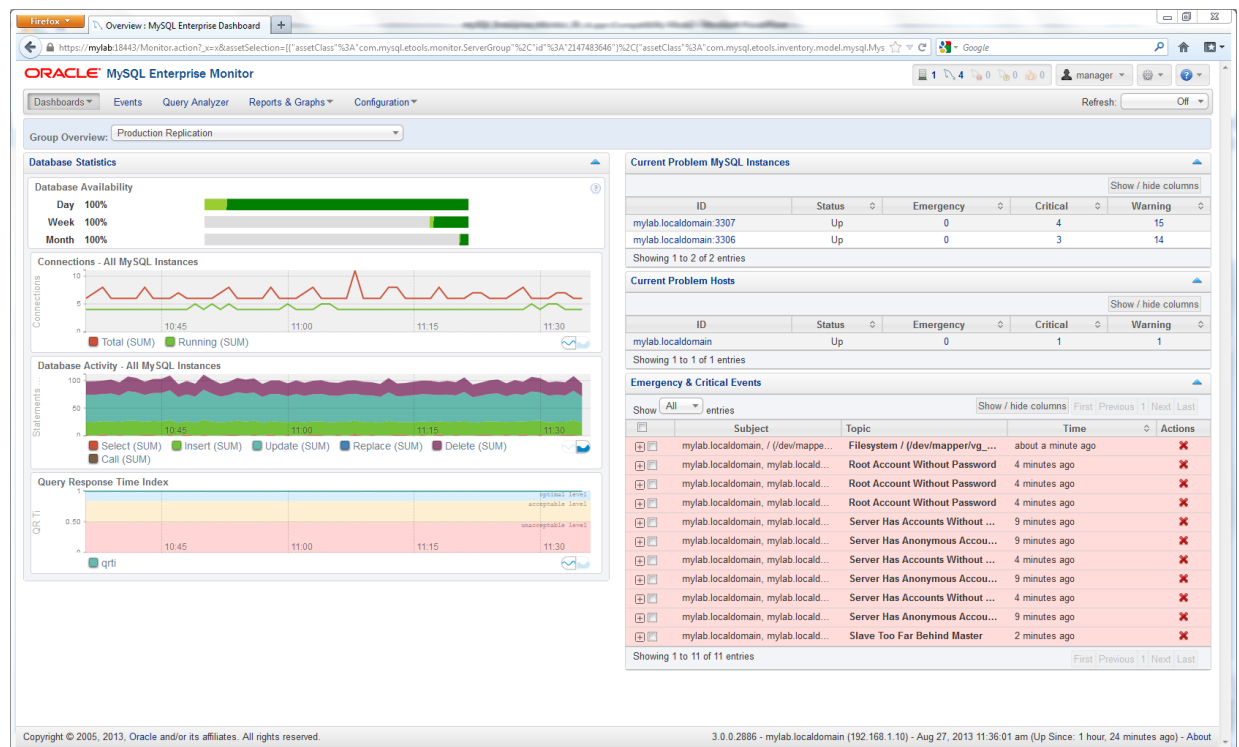 Firefox
Overview : MySQL Enterprise Dashboard
https://mylab:18443/Monitor.action?_x=x&assetSelection=[{"assetClass"%3A"com.mysql.etools.monitor.ServerGroup"%2C"id"%3A"2147483646"}%2C{"assetClass"%3A"com.mysql.etools.inventory.model.mysql.Mys
Google
ORACLE MySQL Enterprise Monitor
1 4 0 0 0 manager
Dashboards Events Query Analyzer Reports & Graphs Configuration Refresh: Off
Group Overview: Production Replication
Database Statistics
Database Availability
Day 100%
Week 100%
Month 100%
Connections - All MySQL Instances
Connections
10
5
0
10:45 11:00 11:15 11:30
Total (SUM) Running (SUM)
Database Activity - All MySQL Instances
Statements ...
100
50
0
10:45 11:00 11:15 11:30
Select (SUM) Insert (SUM) Update (SUM) Replace (SUM) Delete (SUM)
Call (SUM)
Query Response Time Index
QR Ti
1
0.50
0
optimal level
acceptable level
unacceptable level
10:45 11:00 11:15 11:30
qrti
Current Problem MySQL Instances
Show / hide columns
ID Status Emergency Critical Warning
mylab.localdomain:3307 Up 0 4 15
mylab.localdomain:3306 Up 0 3 14
Showing 1 to 2 of 2 entries
Current Problem Hosts
Show / hide columns
ID Status Emergency Critical Warning
mylab.localdomain Up 0 1 1
Showing 1 to 1 of 1 entries
Emergency & Critical Events
Show All entries Show / hide columns First Previous 1 Next Last
Subject Topic Time Actions
mylab.localdomain, / (/dev/mappe... Filesystem / (/dev/mapper/vg_... about a minute ago
mylab.localdomain, mylab.locald... Root Account Without Password 4 minutes ago
mylab.localdomain, mylab.locald... Root Account Without Password 4 minutes ago
mylab.localdomain, mylab.locald... Root Account Without Password 4 minutes ago
mylab.localdomain, mylab.locald... Server Has Accounts Without ... 9 minutes ago
mylab.localdomain, mylab.locald... Server Has Anonymous Accou... 9 minutes ago
mylab.localdomain, mylab.locald... Server Has Accounts Without ... 4 minutes ago
mylab.localdomain, mylab.locald... Server Has Anonymous Accou... 9 minutes ago
mylab.localdomain, mylab.locald... Server Has Accounts Without ... 4 minutes ago
mylab.localdomain, mylab.locald... Server Has Anonymous Accou... 9 minutes ago
mylab.localdomain, mylab.locald... Slave Too Far Behind Master 2 minutes ago
Showing 1 to 11 of 11 entries First Previous 1 Next Last
Copyright © 2005, 2013, Oracle and/or its affiliates. All rights reserved.
3.0.0.2886 - mylab.localdomain (192.168.1.10) - Aug 27, 2013 11:36:01 am (Up Since: 1 hour, 24 minutes ago) - About